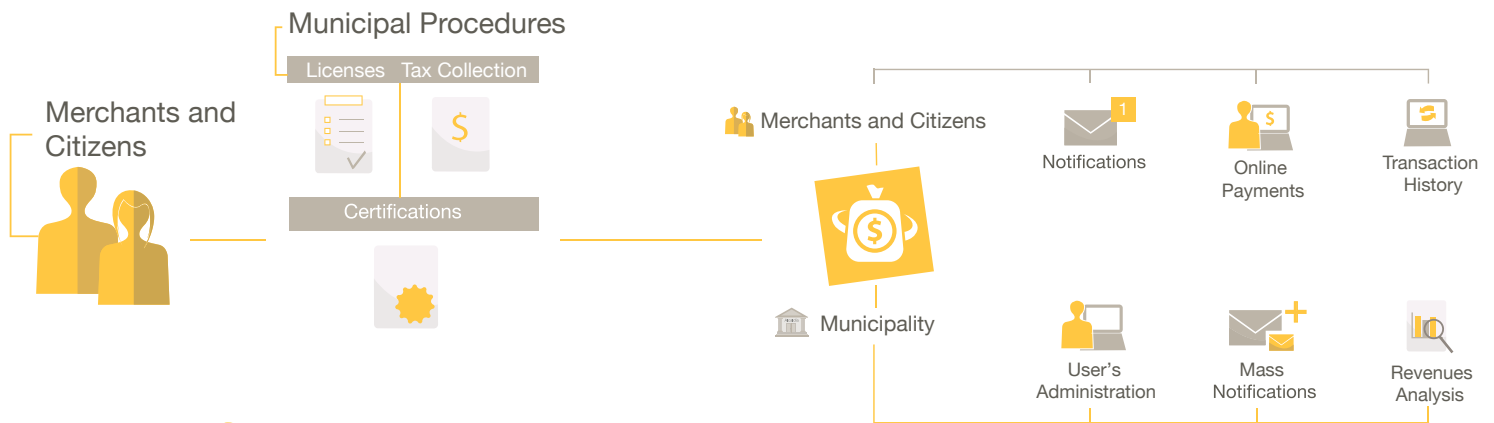 Municipal Procedures
Licenses Tax Collection
Merchants and
Citizens
$
Certifications
Merchants and Citizens
$
Municipality
1
Notifications
$
Online
Payments
Transaction
History
User's
Administration
Mass
Notifications
Revenues
Analysis